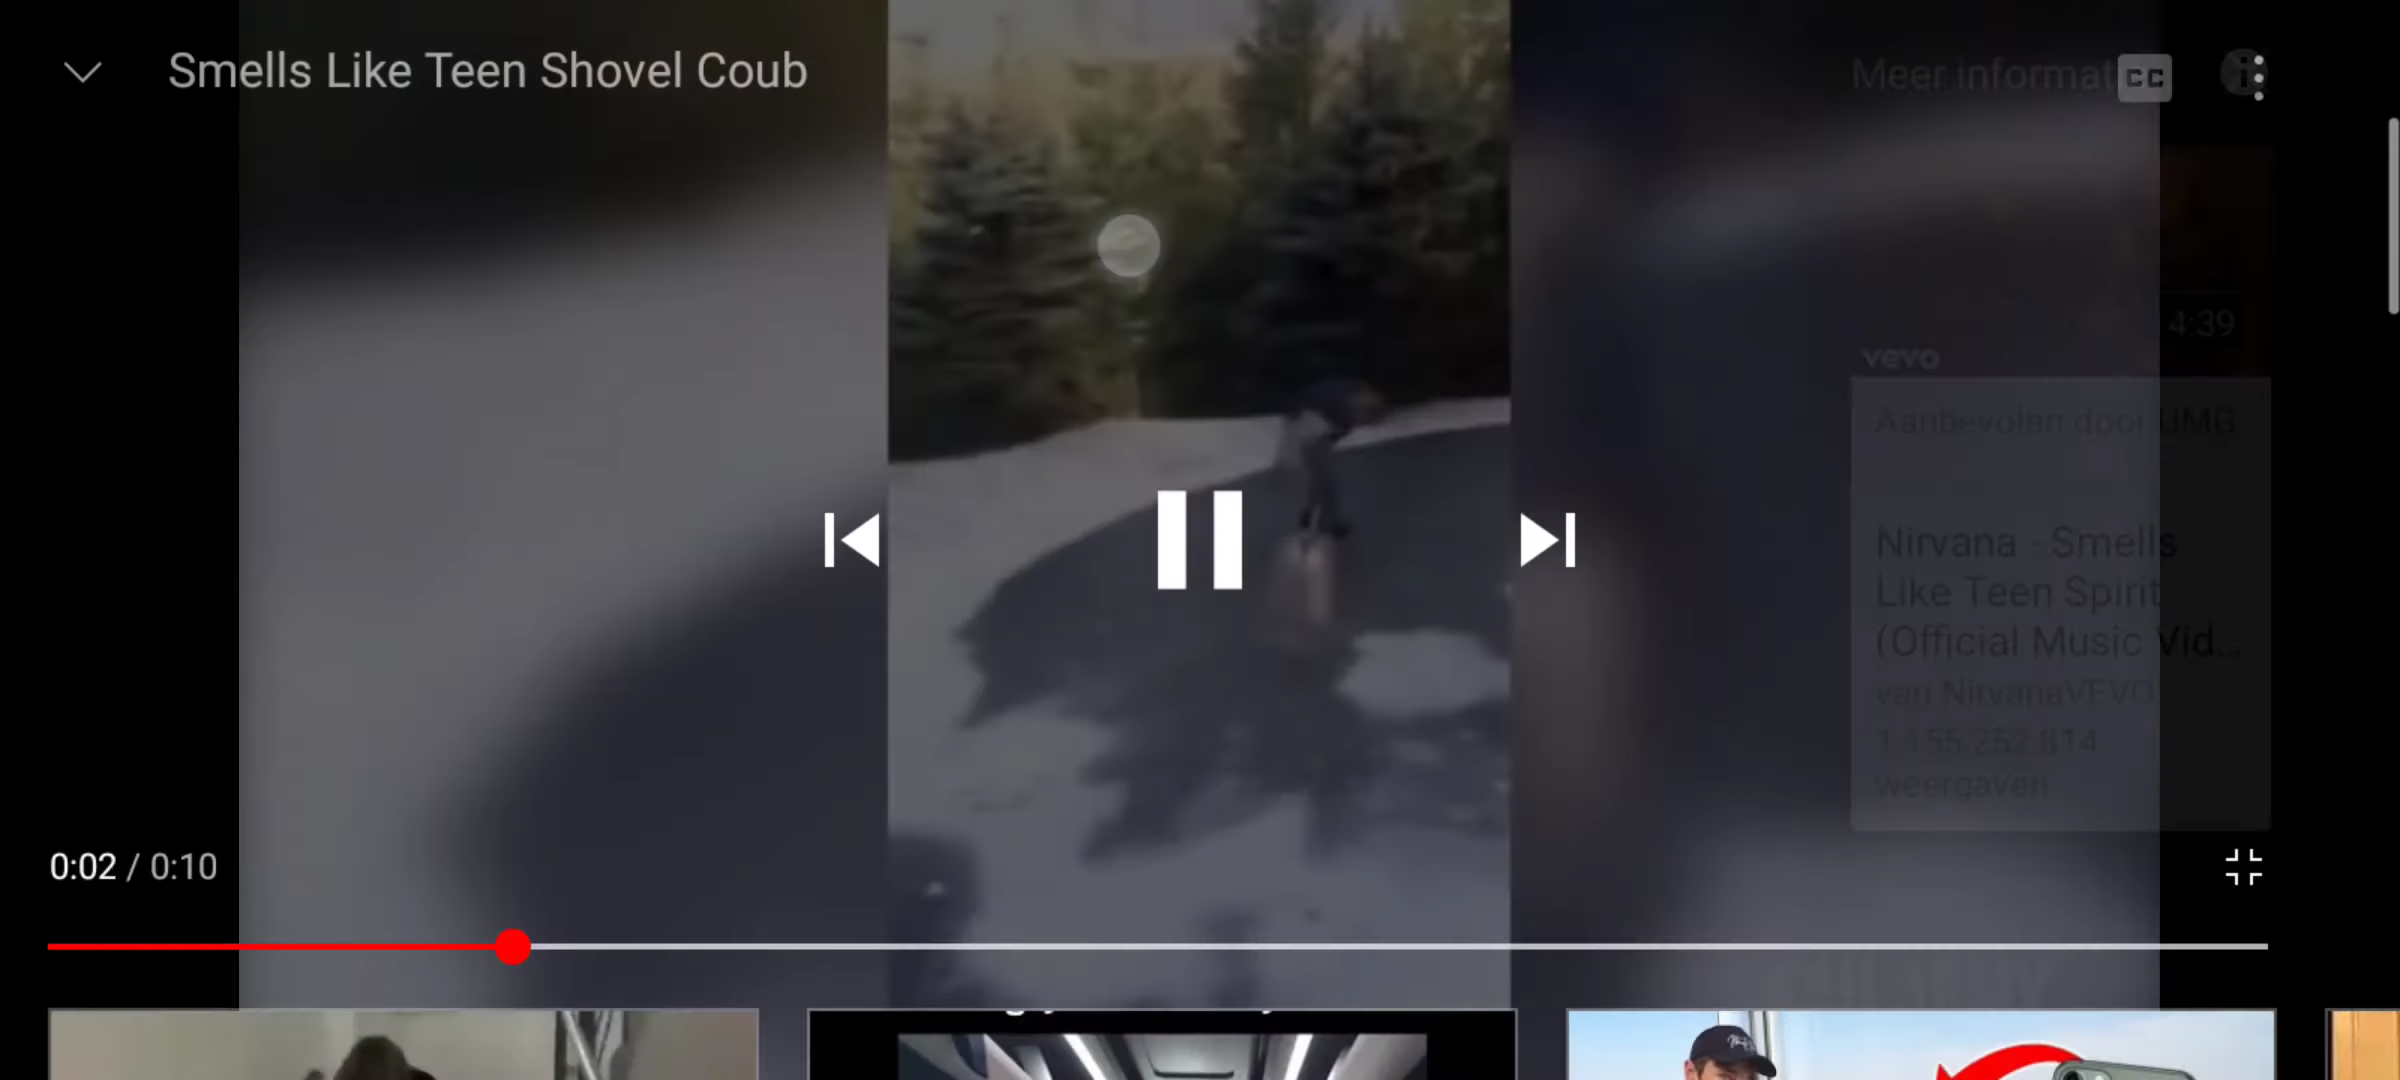 Smells Like Teen Shovel Coub
Meer informat
CC
4:39
vevo
Aanbevolen door UMG
Nirvana - Smells
Like Teen Spirit
(Official Music Vid...
van NirvanaVEVO
1.155.252.814
weergaven
0:02 / 0:10